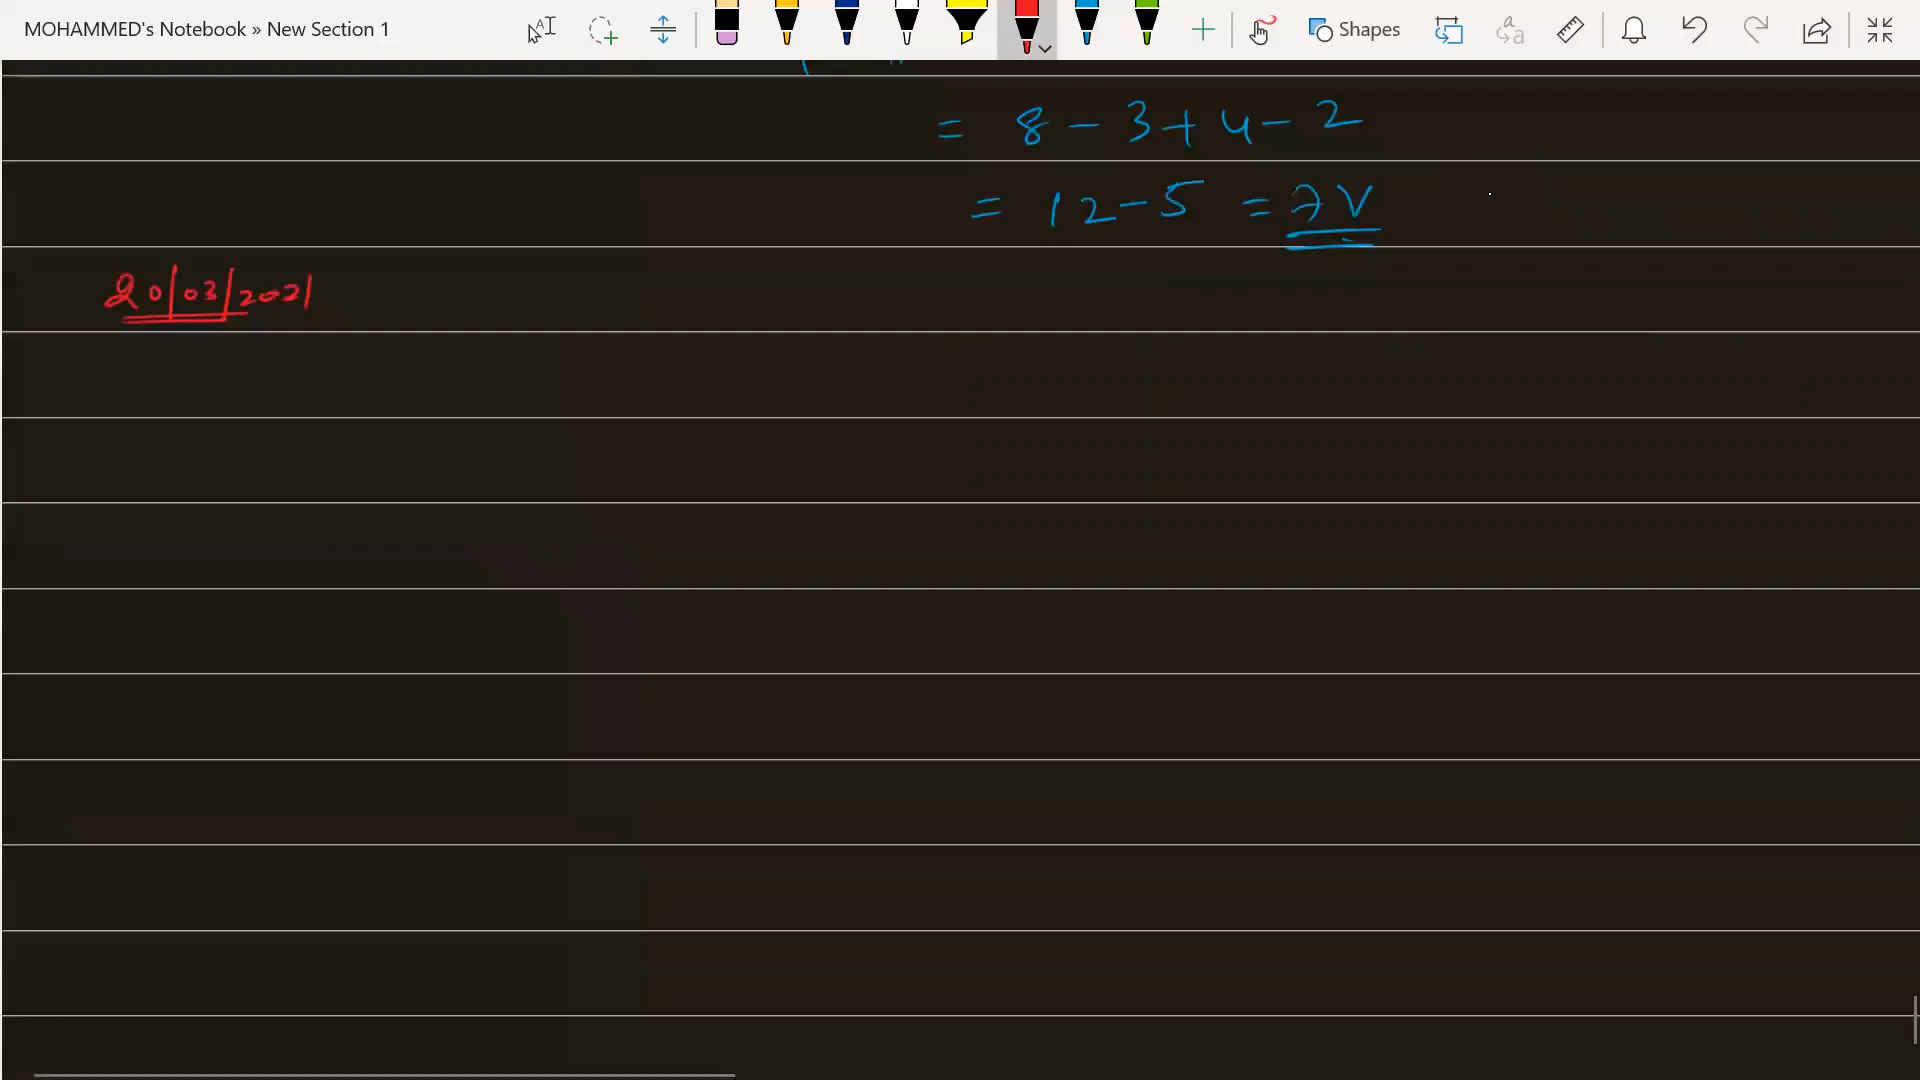 MOHAMMED's Notebook » New Section 1
Shapes
= 8 - 3 + 4 - 2
= 12 - 5 = 7V
20/03/2021